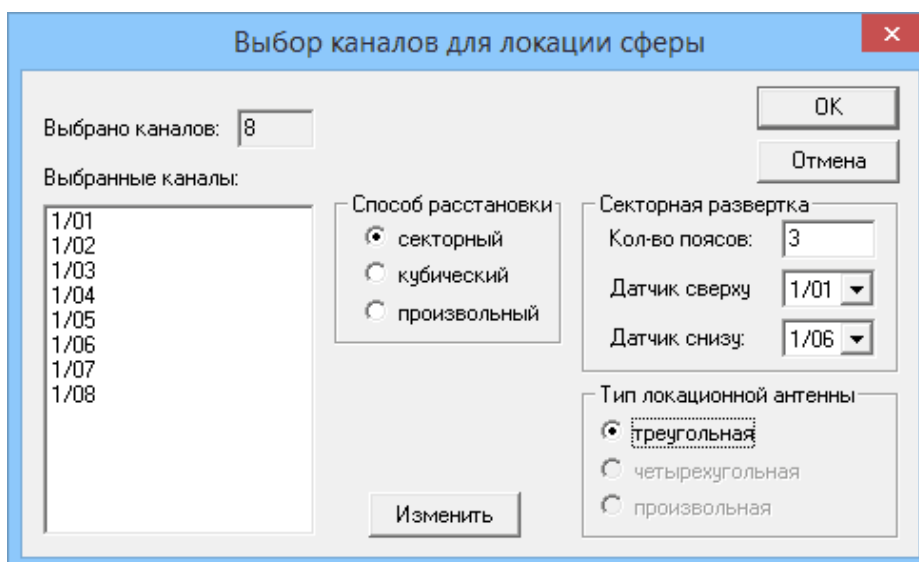 Выбор каналов для локации сферы
Выбрано каналов: 8
OK
Отмена
Выбранные каналы:
1/01
1/02
1/03
1/04
1/05
1/06
1/07
1/08
Способ расстановки
секторный
кубический
произвольный
Секторная развертка
Кол-во поясов: 3
Датчик сверху 1/01
Датчик снизу: 1/06
Тип локационной антенны
треугольная
четырехугольная
произвольная
Изменить